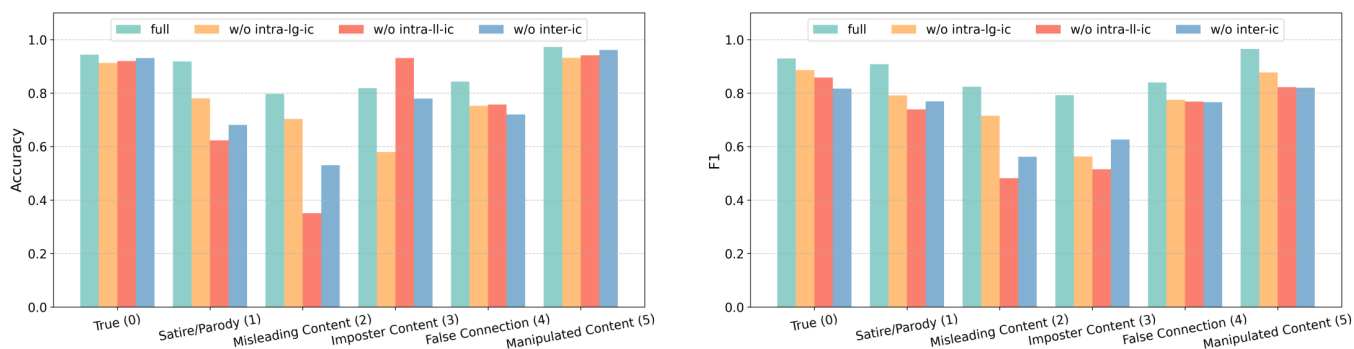 full w/o intra-lg-ic w/o intra-ll-ic w/o inter-ic
Accuracy
1.0
0.8
0.6
0.4
0.2
0.0
True (0) Satire/Parody (1) Misleading Content (2) Imposter Content (3) False Connection (4) Manipulated Content (5)
full w/o intra-lg-ic w/o intra-ll-ic w/o inter-ic
F1
1.0
0.8
0.6
0.4
0.2
0.0
True (0) Satire/Parody (1) Misleading Content (2) Imposter Content (3) False Connection (4) Manipulated Content (5)